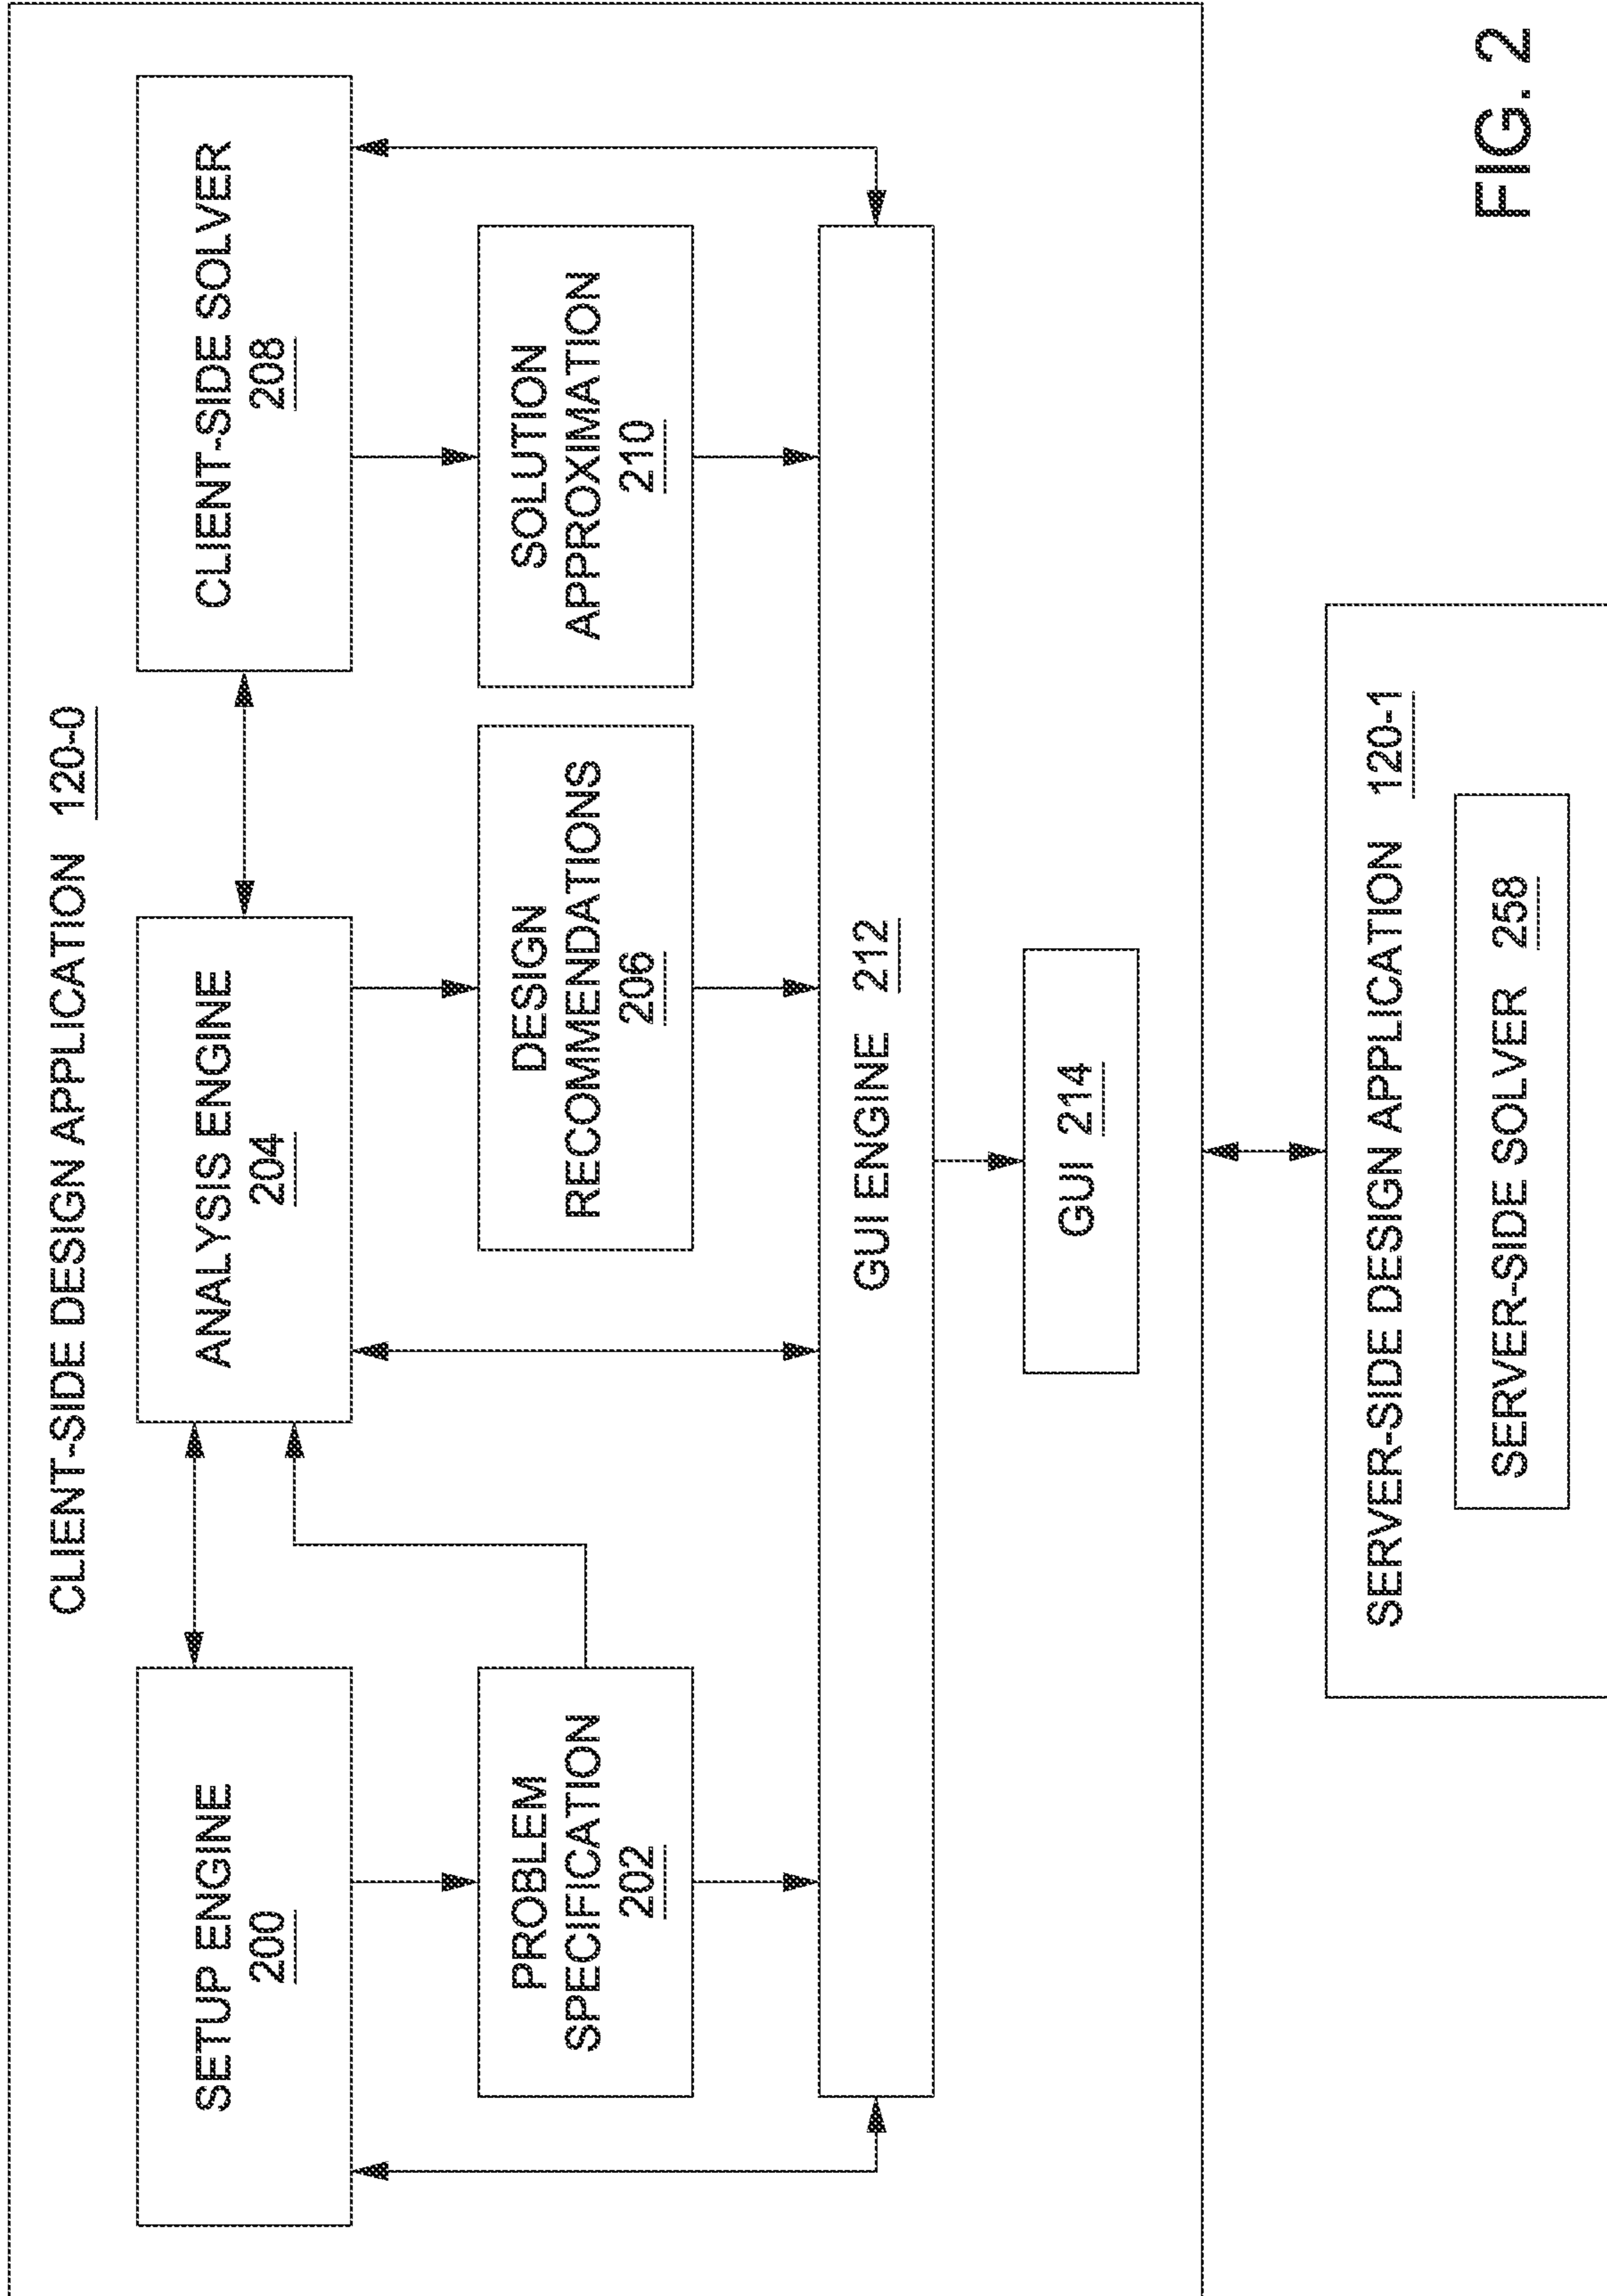 CLIENT-SIDE DESIGN APPLICATION 120-0
SETUP ENGINE
200
ANALYSIS ENGINE
204
CLIENT-SIDE SOLVER
208
PROBLEM
SPECIFICATION
202
DESIGN
RECOMMENDATIONS
206
SOLUTION
APPROXIMATION
210
GUI ENGINE 212
GUI 214
SERVER-SIDE DESIGN APPLICATION 120-1
SERVER-SIDE SOLVER 258
FIG. 2